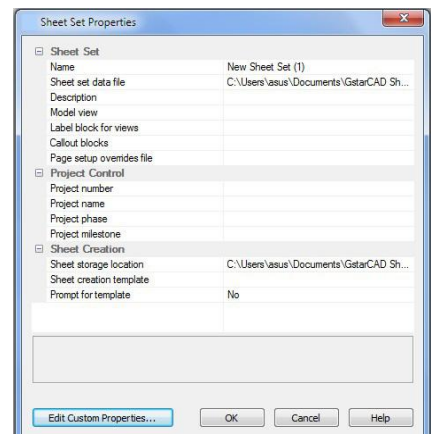 Sheet Set Properties
Sheet Set
Name New Sheet Set (1)
Sheet set data file C:\Users\asus\Documents\GstarCAD Sh...
Description
Model view
Label block for views
Callout blocks
Page setup overrides file
Project Control
Project number
Project name
Project phase
Project milestone
Sheet Creation
Sheet storage location C:\Users\asus\Documents\GstarCAD Sh...
Sheet creation template
Prompt for template No
Edit Custom Properties... OK Cancel Help